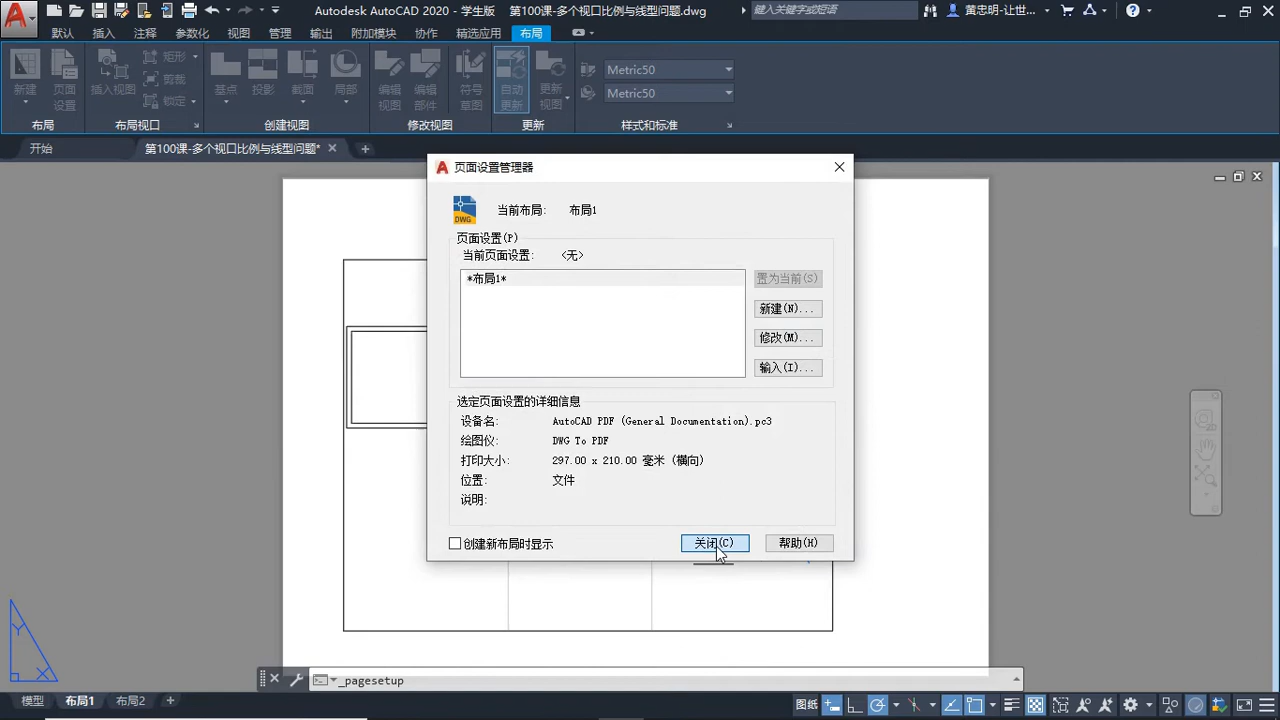 Autodesk AutoCAD 2020 - 学生版 第100课-多个视口比例与线型问题.dwg 键入关键字或短语 黄志明-让世...
默认 插入 注释 参数化 视图 管理 输出 附加模块 协作 精选应用 布局
新建 页面设置 插入视图 矩形 剪裁 锁定 基点 投影 截面 局部 编辑视图 编辑部件 符号草图 自动更新 更新视图 Metric50 Metric50
布局 布局视口 创建视图 修改视图 更新 样式和标准
开始 第100课-多个视口比例与线型问题*
页面设置管理器
DWG
当前布局: 布局1
页面设置(P)
当前页面设置: <无>
*布局1*
置为当前(S)
新建(N)...
修改(M)...
输入(I)...
选定页面设置的详细信息
设备名: AutoCAD PDF (General Documentation).pc3
绘图仪: DWG To PDF
打印大小: 297.00 x 210.00 毫米 (横向)
位置: 文件
说明:
创建新布局时显示
关闭(C)
帮助(H)
Y
X
_pagesetup
模型 布局1 布局2 图纸